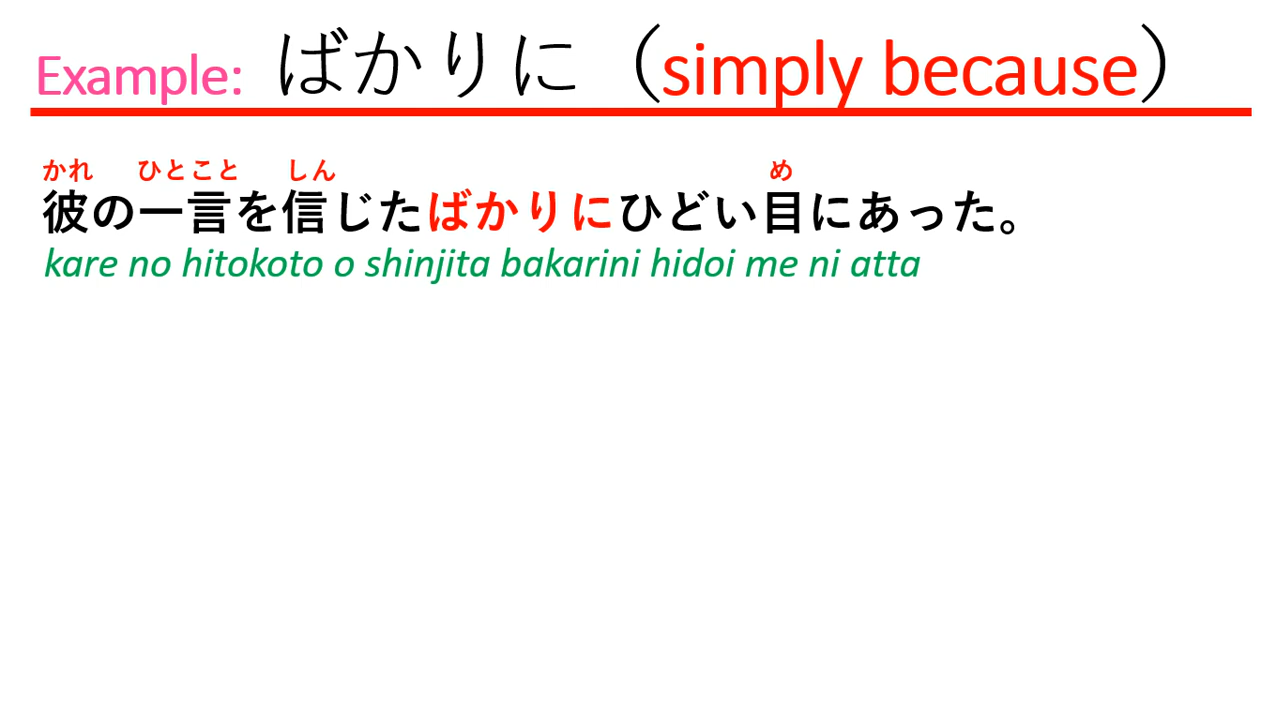 Example: ばかりに（simply because）
かれ ひとこと しん め
彼の一言を信じたばかりにひどい目にあった。
kare no hitokoto o shinjita bakarini hidoi me ni atta